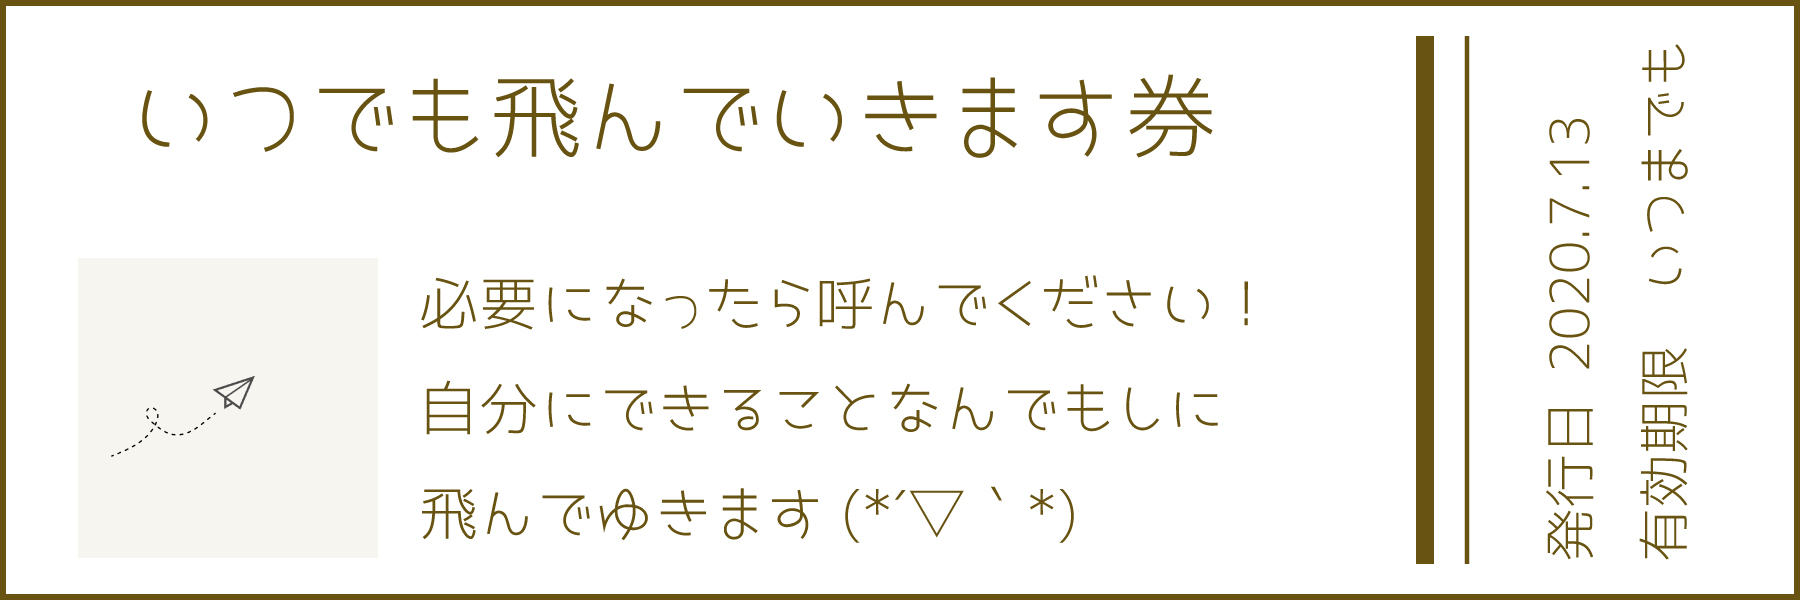 いつでも飛んでいきます券
必要になったら呼んでください！
自分にできることなんでもしに
飛んでゆきます (*´▽｀*)
発行日 2020.7.13
有効期限 いつまでも